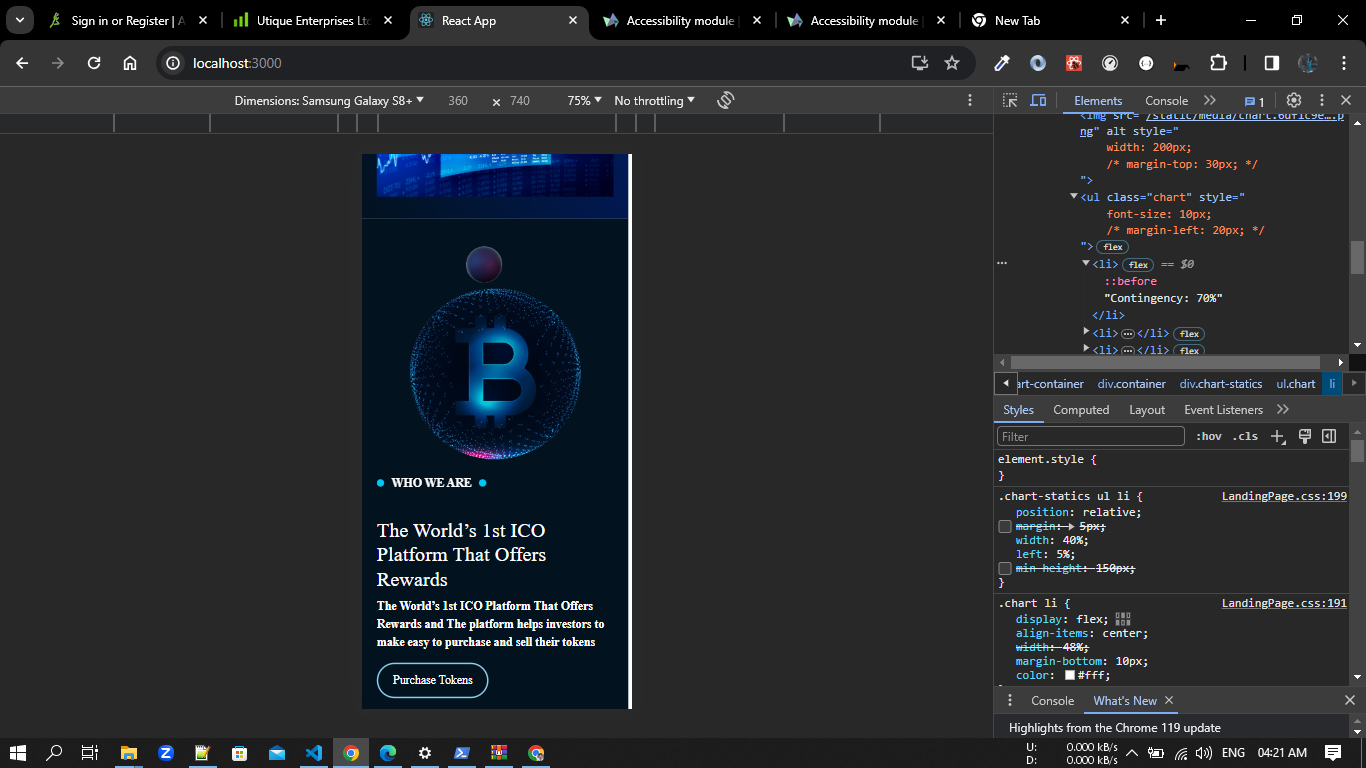 Sign in or Register | A
Utique Enterprises Ltd
React App
Accessibility module
Accessibility module
New Tab
localhost:3000
Dimensions: Samsung Galaxy S8+
360 × 740
75%
No throttling
Elements
Console
1
<img src="/static/media/chart.6df1c9e….p
ng" alt style="
width: 200px;
/* margin-top: 30px; */
">
<ul class="chart" style="
font-size: 10px;
/* margin-left: 20px; */
"> flex
<li> flex == $0
::before
"Contingency: 70%"
</li>
<li> … </li> flex
<li> … </li> flex
art-container div.container div.chart-statics ul.chart li
Styles Computed Layout Event Listeners
Filter
:hov .cls
element.style {
}
.chart-statics ul li { LandingPage.css:199
position: relative;
margin: 5px;
width: 40%;
left: 5%;
min-height: 150px;
}
.chart li { LandingPage.css:191
display: flex;
align-items: center;
width: 48%;
margin-bottom: 10px;
color: #fff;
Console What's New
Highlights from the Chrome 119 update
WHO WE ARE
The World’s 1st ICO
Platform That Offers
Rewards
The World’s 1st ICO Platform That Offers
Rewards and The platform helps investors to
make easy to purchase and sell their tokens
Purchase Tokens
U: 0.000 kB/s
D: 0.000 kB/s
ENG
04:21 AM